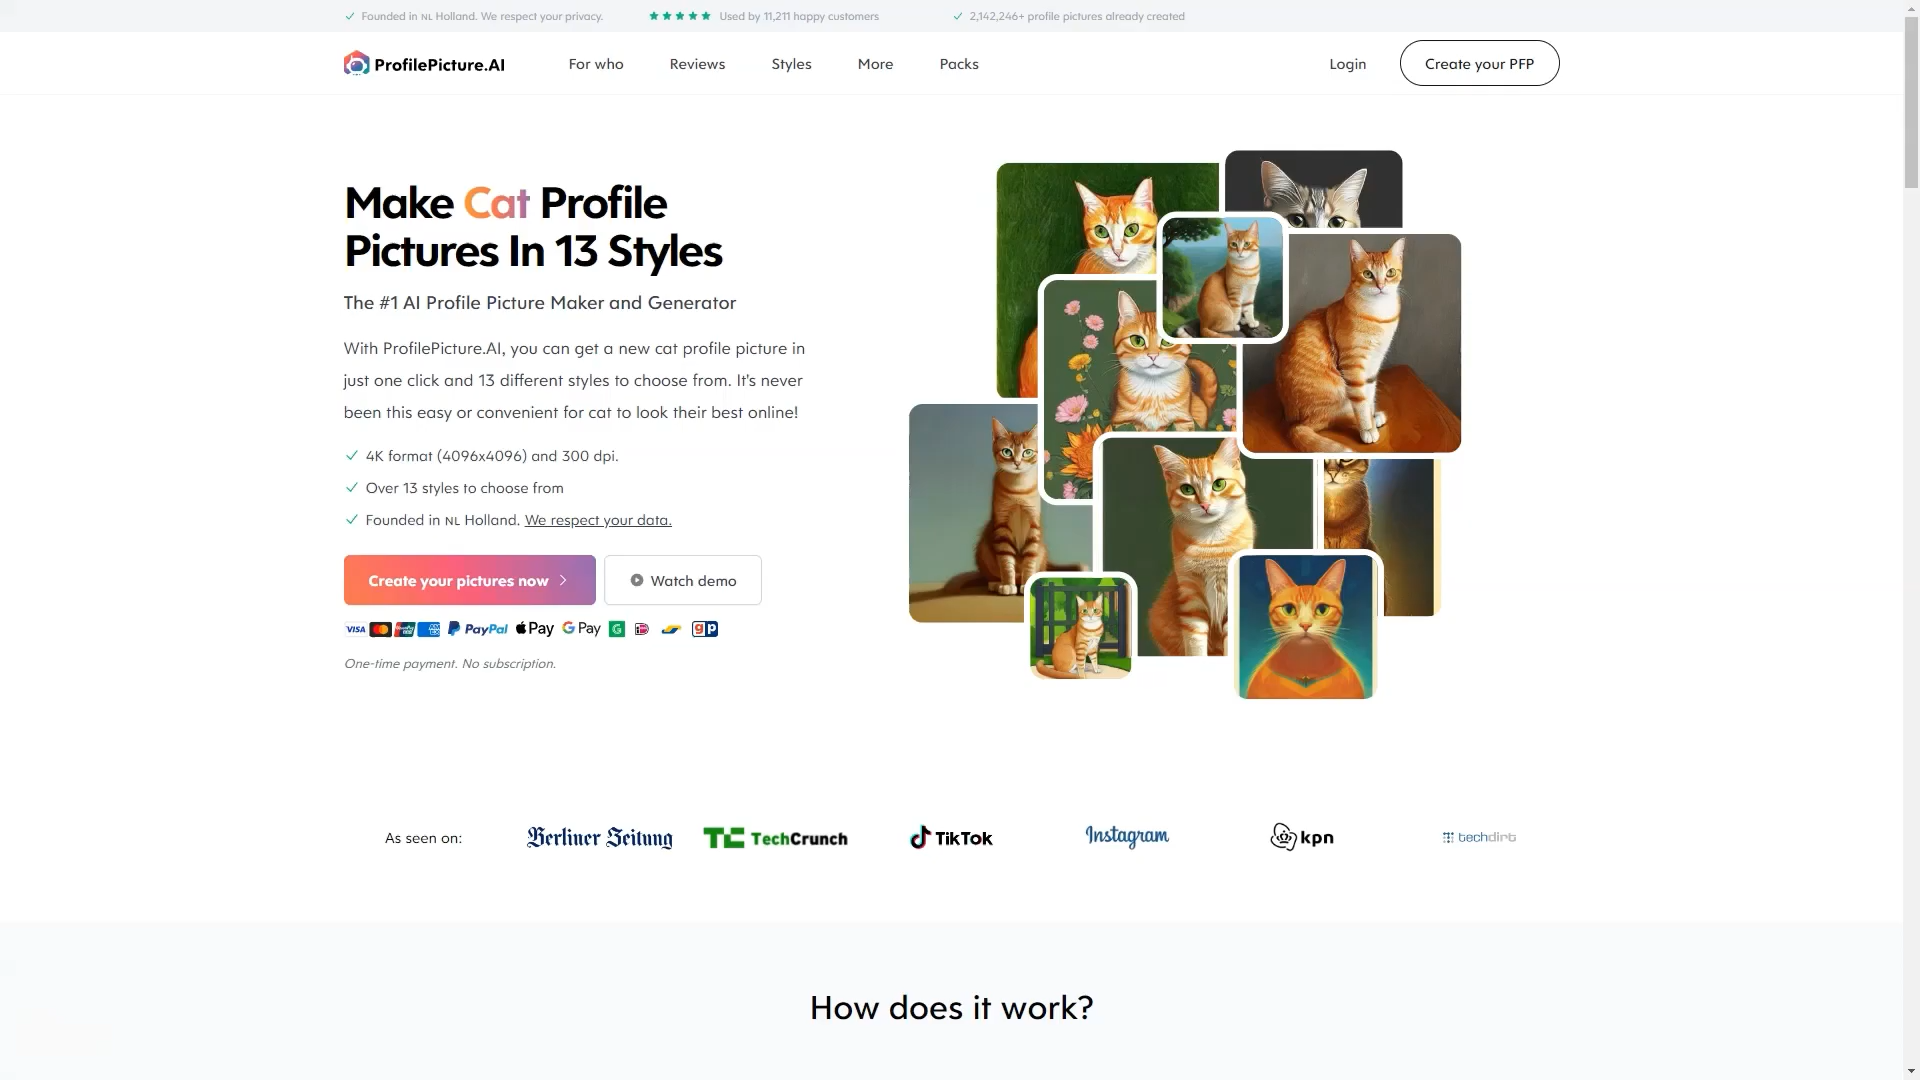 Founded in NL Holland. We respect your privacy.
Used by 11,211 happy customers
2,142,246+ profile pictures already created
ProfilePicture.AI
For who
Reviews
Styles
More
Packs
Login
Create your PFP
Make Cat Profile
Pictures In 13 Styles
The #1 AI Profile Picture Maker and Generator
With ProfilePicture.AI, you can get a new cat profile picture in
just one click and 13 different styles to choose from. It's never
been this easy or convenient for cat to look their best online!
4K format (4096x4096) and 300 dpi.
Over 13 styles to choose from
Founded in NL Holland. We respect your data.
Create your pictures now
Watch demo
VISA
PayPal
Pay
G Pay
One-time payment. No subscription.
As seen on:
Berliner Zeitung
TechCrunch
TikTok
Instagram
kpn
techdirt
How does it work?